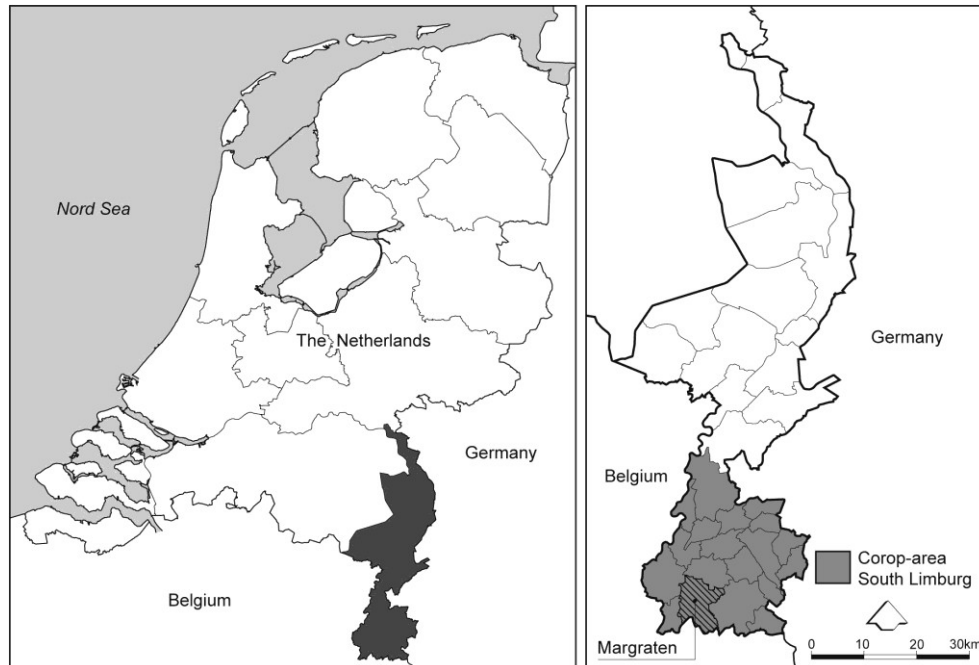 Nord Sea
The Netherlands
Germany
Belgium
Germany
Belgium
Corop-area
South Limburg
Margraten
0 10 20 30km